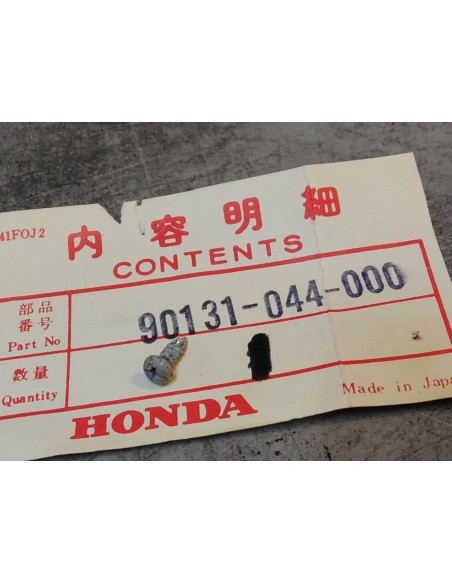 41F0J2
内容明細
CONTENTS
部品
番号
Part No
90131-044-000
数量
Quantity
HONDA
Made in Japa